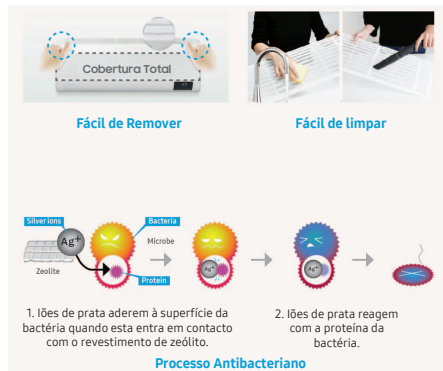 Cobertura Total
Fácil de Remover
Fácil de limpar
Silver ions
Bacteria
Ag+
Microbe
Zeolite
Protein
Ag+
Ag+
1. Iões de prata aderem à superfície da
bactéria quando esta entra em contacto
com o revestimento de zeólito.
2. Iões de prata reagem
com a proteína da
bactéria.
Processo Antibacteriano